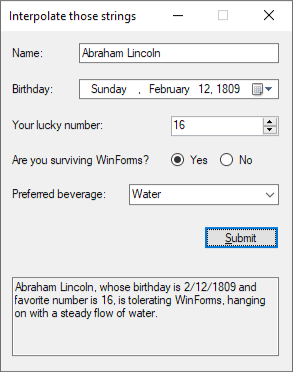 Interpolate those strings
Name: Abraham Lincoln
Birthday: Sunday , February 12, 1809
Your lucky number: 16
Are you surviving WinForms? Yes No
Preferred beverage: Water
Submit
Abraham Lincoln, whose birthday is 2/12/1809 and
favorite number is 16, is tolerating WinForms, hanging
on with a steady flow of water.